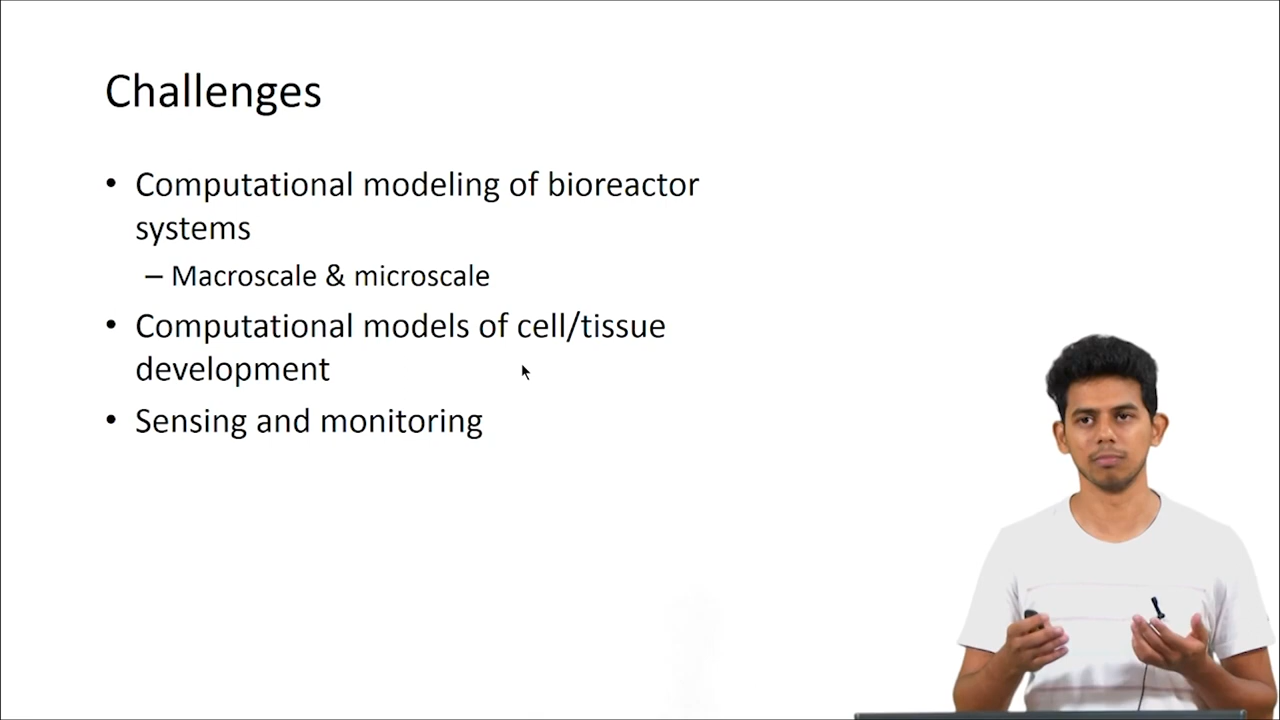 Challenges
• Computational modeling of bioreactor
systems
– Macroscale & microscale
• Computational models of cell/tissue
development
• Sensing and monitoring